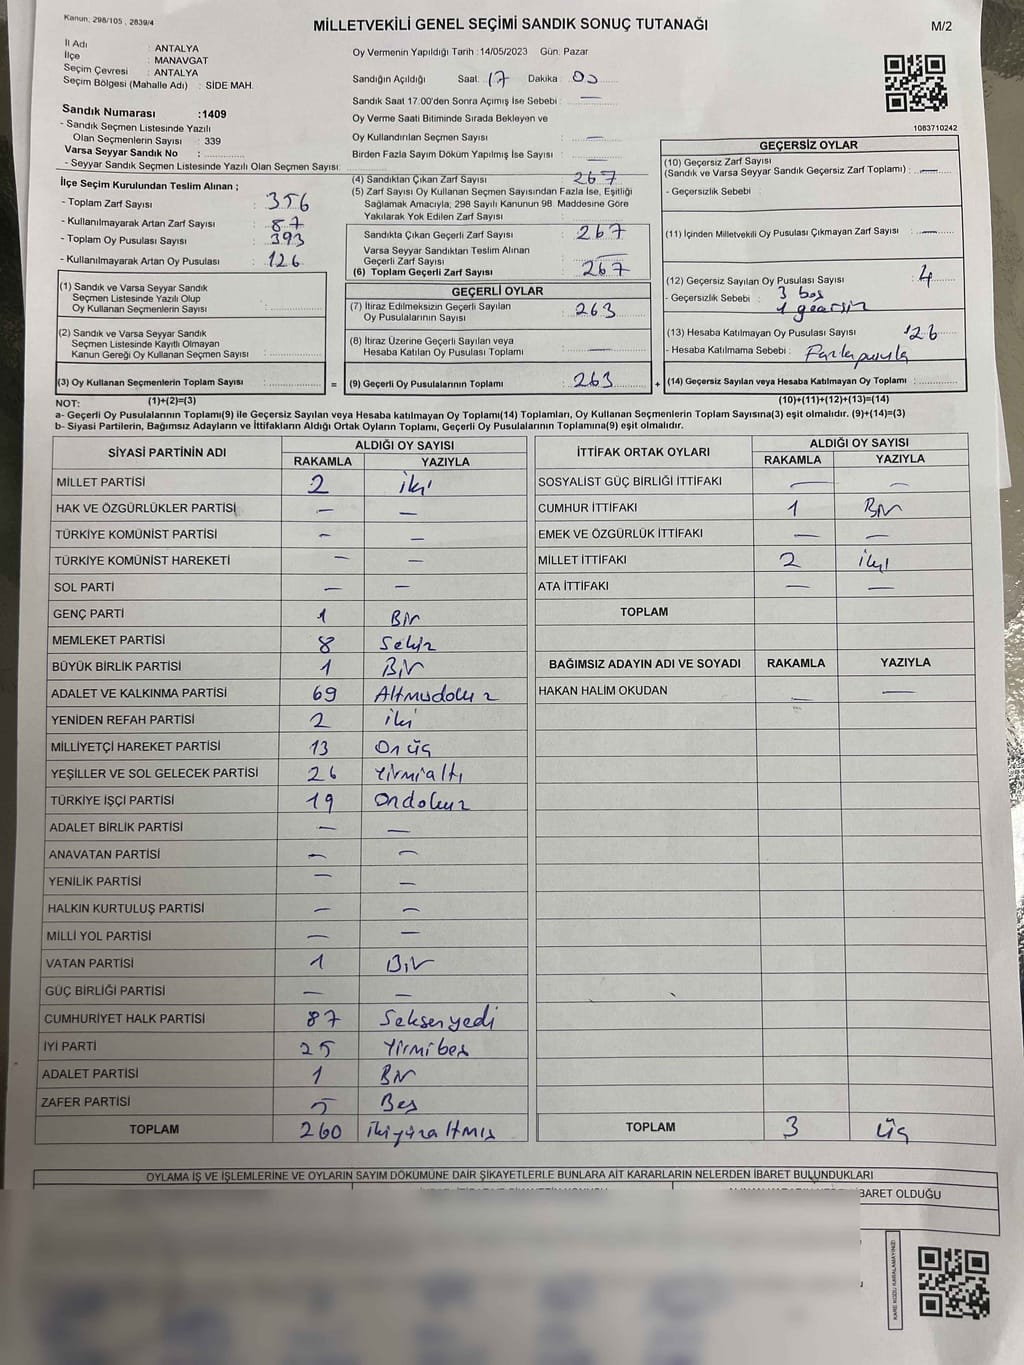 Kanun; 298/105 , 2839/4
MİLLETVEKİLİ GENEL SEÇİMİ SANDIK SONUÇ TUTANAĞI
M/2
İl Adı : ANTALYA
İlçe : MANAVGAT
Seçim Çevresi : ANTALYA
Seçim Bölgesi (Mahalle Adı) : SİDE MAH.
Sandık Numarası :1409
- Sandık Seçmen Listesinde Yazılı
Olan Seçmenlerin Sayısı : 339
Varsa Seyyar Sandık No :
- Seyyar Sandık Seçmen Listesinde Yazılı Olan Seçmen Sayısı:
Oy Vermenin Yapıldığı Tarih :14/05/2023 Gün: Pazar
Sandığın Açıldığı Saat: 17 Dakika : 00
Sandık Saat 17:00'den Sonra Açımış İse Sebebi : —
Oy Verme Saati Bitiminde Sırada Bekleyen ve
Oy Kullandırılan Seçmen Sayısı : —
Birden Fazla Sayım Döküm Yapılmış İse Sayısı : —
1083710242
İlçe Seçim Kurulundan Teslim Alınan ;
- Toplam Zarf Sayısı : 356
- Kullanılmayarak Artan Zarf Sayısı : 87
- Toplam Oy Pusulası Sayısı : 393
- Kullanılmayarak Artan Oy Pusulası : 126
(1) Sandık ve Varsa Seyyar Sandık
Seçmen Listesinde Yazılı Olup
Oy Kullanan Seçmenlerin Sayısı :
(2) Sandık ve Varsa Seyyar Sandık
Seçmen Listesinde Kayıtlı Olmayan
Kanun Gereği Oy Kullanan Seçmen Sayısı :
(3) Oy Kullanan Seçmenlerin Toplam Sayısı : =
(4) Sandıktan Çıkan Zarf Sayısı : 267
(5) Zarf Sayısı Oy Kullanan Seçmen Sayısından Fazla İse, Eşitliği
Sağlamak Amacıyla; 298 Sayılı Kanunun 98. Maddesine Göre
Yakılarak Yok Edilen Zarf Sayısı :
Sandıkta Çıkan Geçerli Zarf Sayısı : 267
Varsa Seyyar Sandıktan Teslim Alınan
Geçerli Zarf Sayısı : —
(6) Toplam Geçerli Zarf Sayısı : 267
GEÇERLİ OYLAR
(7) İtiraz Edilmeksizin Geçerli Sayılan
Oy Pusulalarının Sayısı : 263
(8) İtiraz Üzerine Geçerli Sayılan veya
Hesaba Katılan Oy Pusulası Toplamı : —
(9) Geçerli Oy Pusulalarının Toplamı : 263 +
GEÇERSİZ OYLAR
(10) Geçersiz Zarf Sayısı
(Sandık ve Varsa Seyyar Sandık Geçersiz Zarf Toplamı) : —
- Geçersizlik Sebebi :
(11) İçinden Milletvekili Oy Pusulası Çıkmayan Zarf Sayısı : —
(12) Geçersiz Sayılan Oy Pusulası Sayısı : 4
- Geçersizlik Sebebi : 3 boş
1 geçersiz
(13) Hesaba Katılmayan Oy Pusulası Sayısı : 126
- Hesaba Katılmama Sebebi : Fazla pusula
(14) Geçersiz Sayılan veya Hesaba Katılmayan Oy Toplamı :
NOT: (1)+(2)=(3) (10)+(11)+(12)+(13)=(14)
a- Geçerli Oy Pusulalarının Toplamı(9) ile Geçersiz Sayılan veya Hesaba katılmayan Oy Toplamı(14) Toplamları, Oy Kullanan Seçmenlerin Toplam Sayısına(3) eşit olmalıdır. (9)+(14)=(3)
b- Siyasi Partilerin, Bağımsız Adayların ve İttifakların Aldığı Ortak Oyların Toplamı, Geçerli Oy Pusulalarının Toplamına(9) eşit olmalıdır.
SİYASİ PARTİNİN ADI ALDIĞI OY SAYISI
RAKAMLA YAZIYLA
MİLLET PARTİSİ 2 iki
HAK VE ÖZGÜRLÜKLER PARTİSİ — —
TÜRKİYE KOMÜNİST PARTİSİ — —
TÜRKİYE KOMÜNİST HAREKETİ — —
SOL PARTİ — —
GENÇ PARTİ 1 Bir
MEMLEKET PARTİSİ 8 Sekiz
BÜYÜK BİRLİK PARTİSİ 1 Bir
ADALET VE KALKINMA PARTİSİ 69 Altmışdokuz
YENİDEN REFAH PARTİSİ 2 iki
MİLLİYETÇİ HAREKET PARTİSİ 13 On üç
YEŞİLLER VE SOL GELECEK PARTİSİ 26 Yirmialtı
TÜRKİYE İŞÇİ PARTİSİ 19 Ondokuz
ADALET BİRLİK PARTİSİ — —
ANAVATAN PARTİSİ — —
YENİLİK PARTİSİ — —
HALKIN KURTULUŞ PARTİSİ — —
MİLLİ YOL PARTİSİ — —
VATAN PARTİSİ 1 Bir
GÜÇ BİRLİĞİ PARTİSİ — —
CUMHURİYET HALK PARTİSİ 87 Seksenyedi
İYİ PARTİ 25 Yirmibeş
ADALET PARTİSİ 1 Bir
ZAFER PARTİSİ 5 Beş
TOPLAM 260 ikiyüzaltmış
İTTİFAK ORTAK OYLARI ALDIĞI OY SAYISI
RAKAMLA YAZIYLA
SOSYALİST GÜÇ BİRLİĞİ İTTİFAKI — —
CUMHUR İTTİFAKI 1 Bir
EMEK VE ÖZGÜRLÜK İTTİFAKI — —
MİLLET İTTİFAKI 2 iki
ATA İTTİFAKI — —
TOPLAM
BAĞIMSIZ ADAYIN ADI VE SOYADI RAKAMLA YAZIYLA
HAKAN HALİM OKUDAN — —
TOPLAM 3 üç
OYLAMA İŞ VE İŞLEMLERİNE VE OYLARIN SAYIM DÖKÜMÜNE DAİR ŞİKAYETLERLE BUNLARA AİT KARARLARIN NELERDEN İBARET BULUNDUKLARI
BARET OLDUĞU
KARE KODU KARALAMAYINIZ!